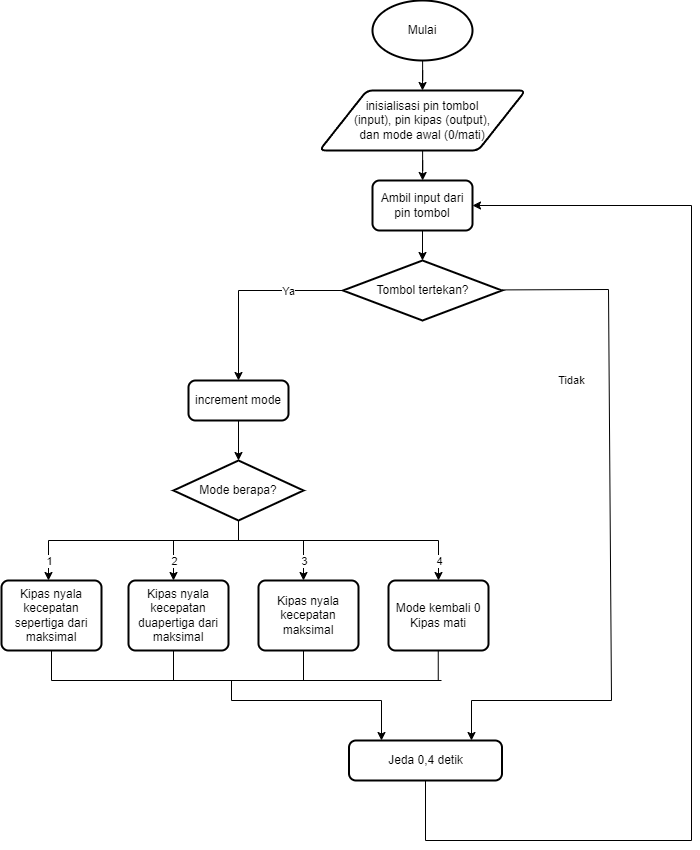 Mulai
inisialisasi pin tombol
(input), pin kipas (output),
dan mode awal (0/mati)
Ambil input dari
pin tombol
Tombol tertekan?
Ya
Tidak
increment mode
Mode berapa?
1
2
3
4
Kipas nyala
kecepatan
sepertiga dari
maksimal
Kipas nyala
kecepatan
duapertiga dari
maksimal
Kipas nyala
kecepatan
maksimal
Mode kembali 0
Kipas mati
Jeda 0,4 detik